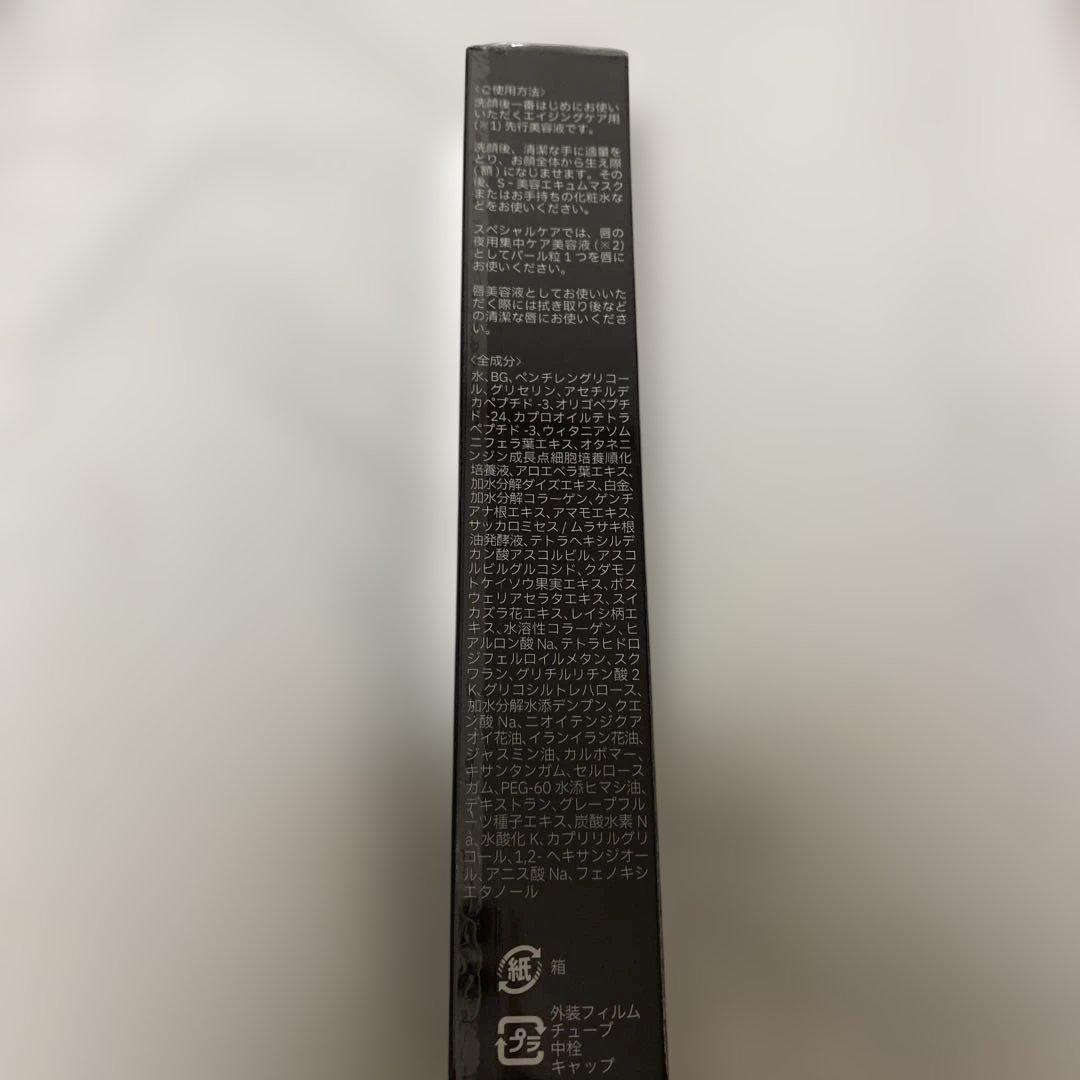 〈ご使用方法〉
洗顔後一番はじめにお使い
いただくエイジングケア用
(※1) 先行美容液です。
洗顔後、清潔な手に適量を
とり、お顔全体から生え際
(額) になじませます。その
後、S - 美容エキュムマスク
またはお手持ちの化粧水な
どをお使いください。
スペシャルケアでは、唇の
夜用集中ケア美容液 (※2)
としてパール粒 1 つを唇に
お使いください。
唇美容液としてお使いいた
だく際には拭き取り後など
の清潔な唇にお使いくださ
い。
〈全成分〉
水、BG、ペンチレングリコー
ル、グリセリン、アセチルデ
カペプチド -3、オリゴペプチ
ド -24、カプロオイルテトラ
ペプチド -3、ウィタニアソム
ニフェラ葉エキス、オタネニ
ンジン成長点細胞培養順化
培養液、アロエベラ葉エキス、
加水分解ダイズエキス、白金、
加水分解コラーゲン、ゲンチ
アナ根エキス、アマモエキス、
サッカロミセス / ムラサキ根
油発酵液、テトラヘキシルデ
カン酸アスコルビル、アスコ
ルビルグルコシド、クダモノ
トケイソウ果実エキス、ボス
ウェリアセラタエキス、スイ
カズラ花エキス、レイシ柄エ
キス、水溶性コラーゲン、ヒ
アルロン酸 Na、テトラヒドロ
ジフェルロイルメタン、スク
ワラン、グリチルリチン酸 2
K、グリコシルトレハロース、
加水分解水添デンプン、クエ
ン酸 Na、ニオイテンジクア
オイ花油、イランイラン花油、
ジャスミン油、カルボマー、
キサンタンガム、セルロース
ガム、PEG-60 水添ヒマシ油、
デキストラン、グレープフル
ーツ種子エキス、炭酸水素 N
a、水酸化 K、カプリリルグリ
コール、1,2- ヘキサンジオー
ル、アニス酸 Na、フェノキシ
エタノール
紙 箱
外装フィルム
チューブ
プラ 中栓
キャップ